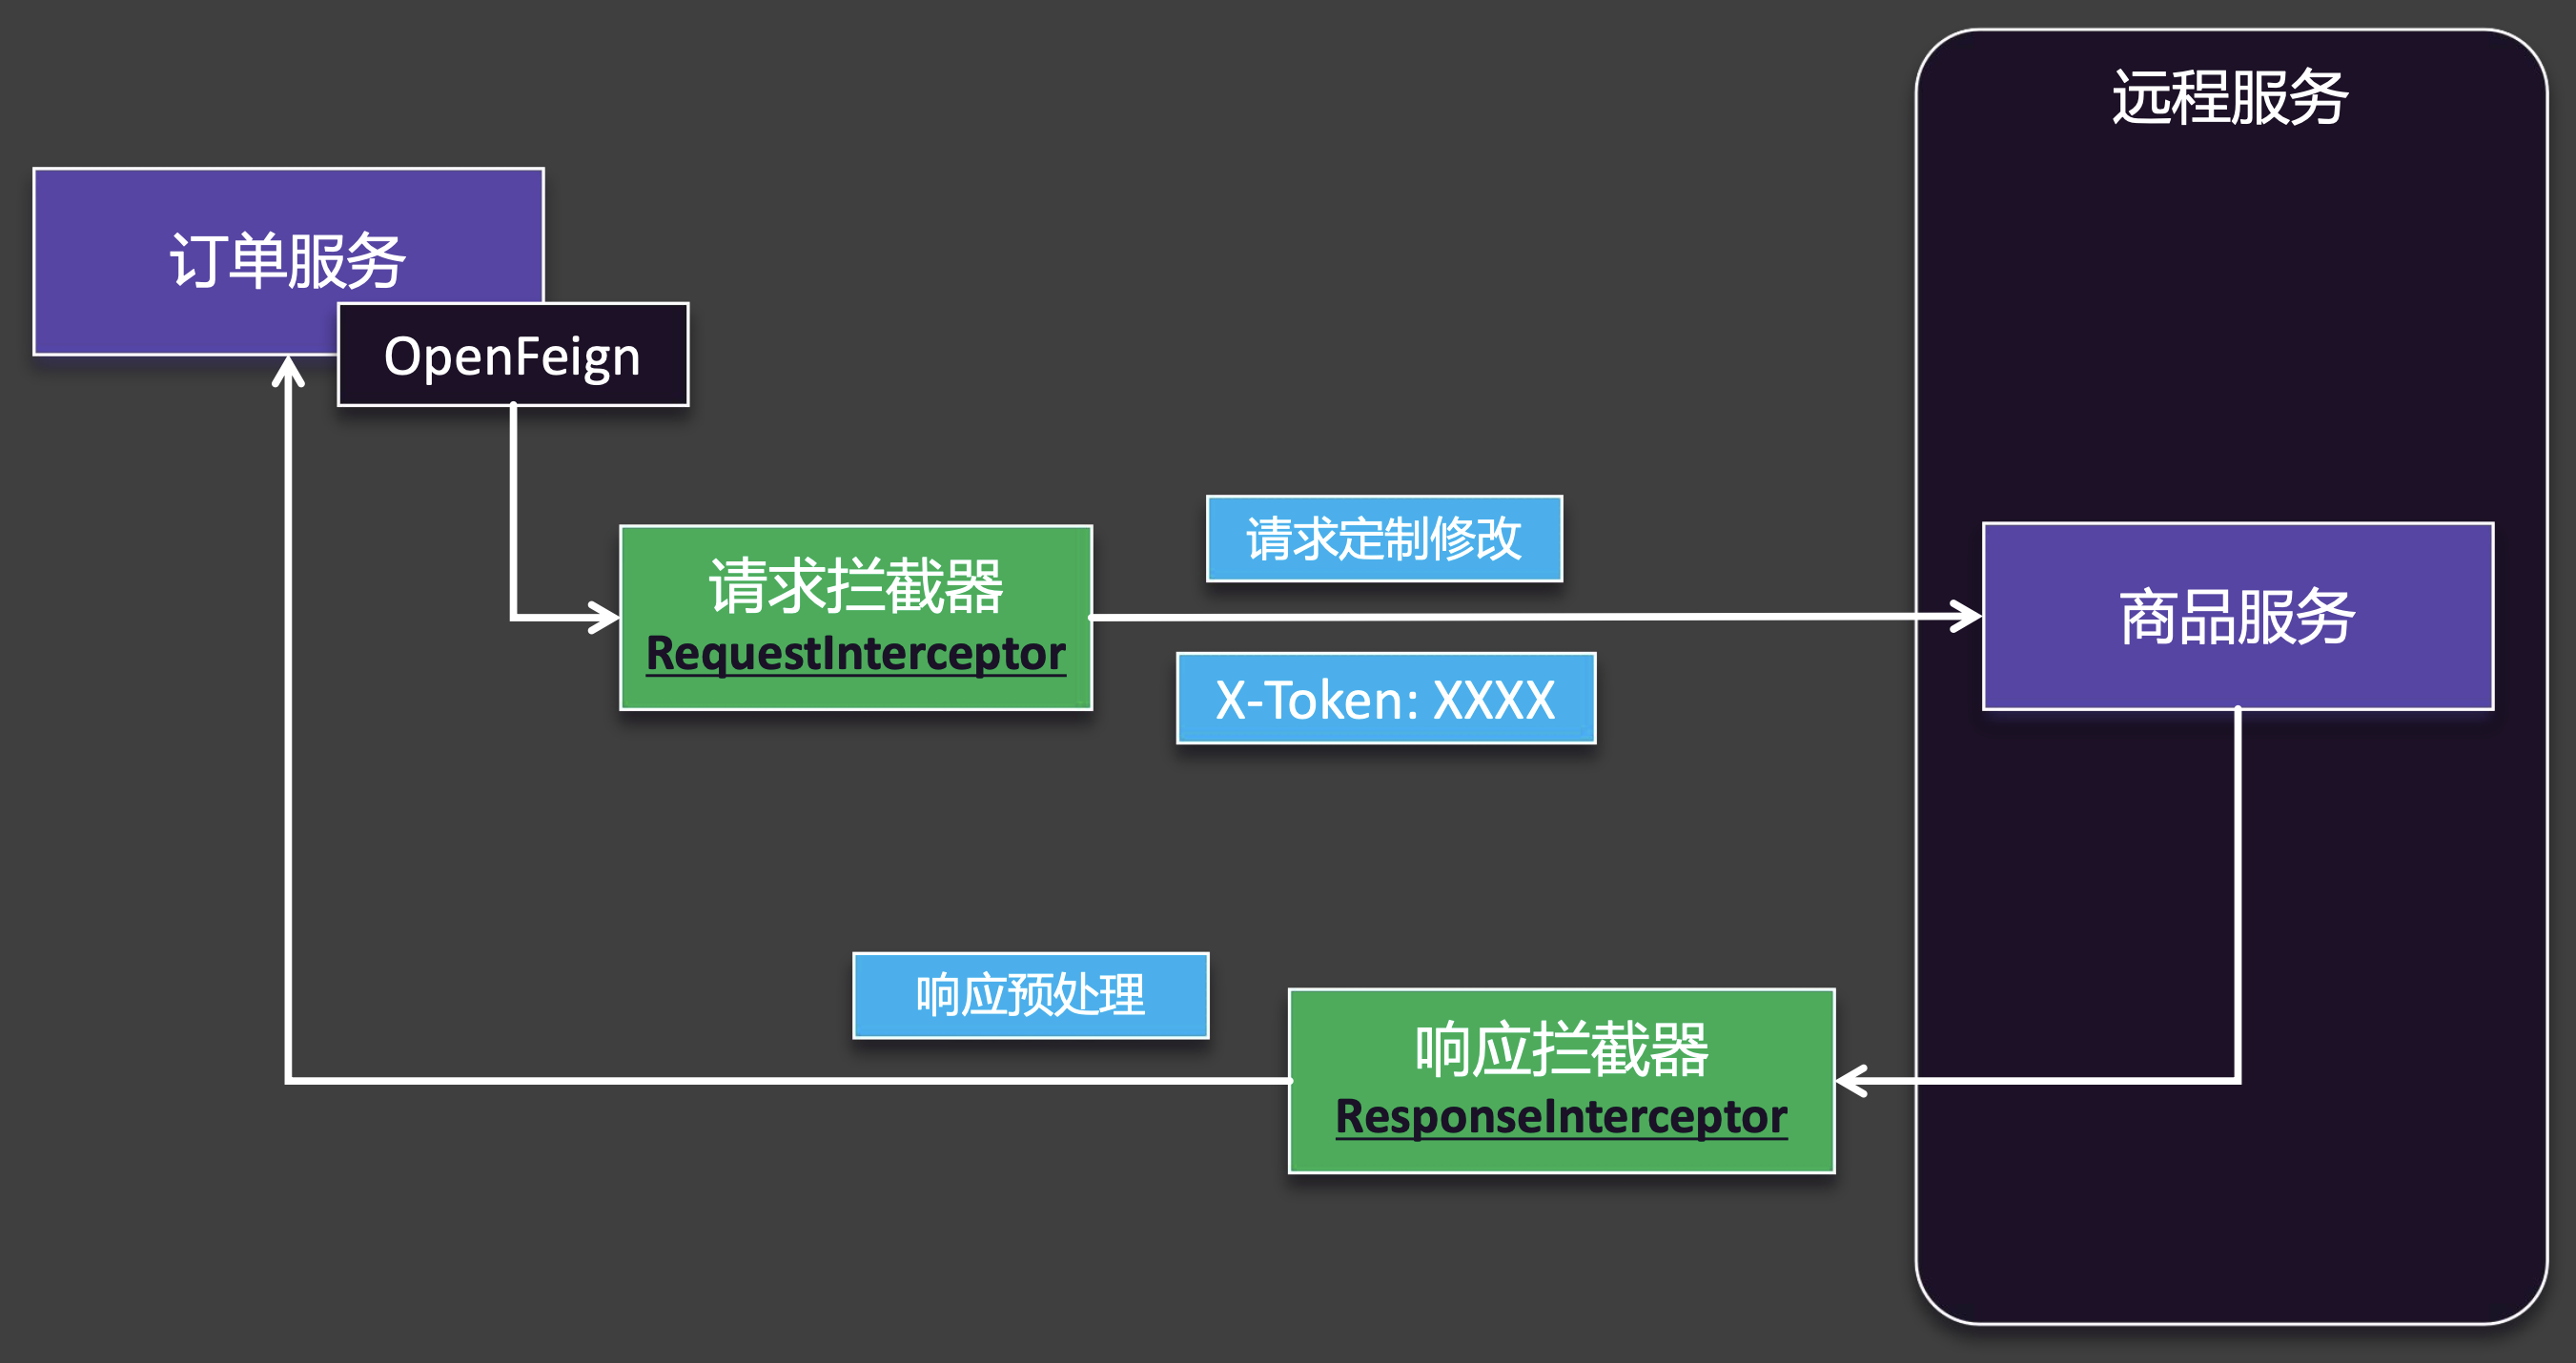 远程服务
订单服务
OpenFeign
请求定制修改
请求拦截器
RequestInterceptor
商品服务
X-Token: XXXX
响应预处理
响应拦截器
ResponseInterceptor